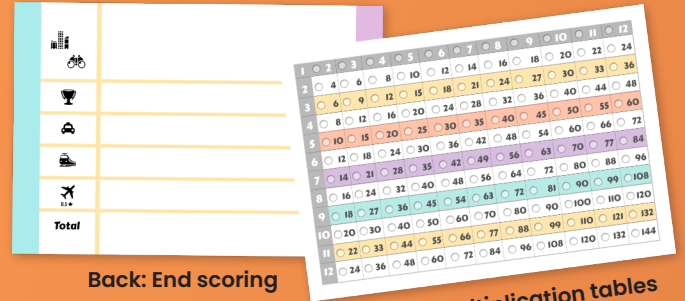 0.5
Total
Back: End scoring
1 2 3 4 5 6 7 8 9 10 11 12
2 4 6 8 10 12 14 16 18 20 22 24
3 6 9 12 15 18 21 24 27 30 33 36
4 8 12 16 20 24 28 32 36 40 44 48
5 10 15 20 25 30 35 40 45 50 55 60
6 12 18 24 30 36 42 48 54 60 66 72
7 14 21 28 35 42 49 56 63 70 77 84
8 16 24 32 40 48 56 64 72 80 88 96
9 18 27 36 45 54 63 72 81 90 99 108
10 20 30 40 50 60 70 80 90 100 110 120
11 22 33 44 55 66 77 88 99 110 121 132
12 24 36 48 60 72 84 96 108 120 132 144
tables